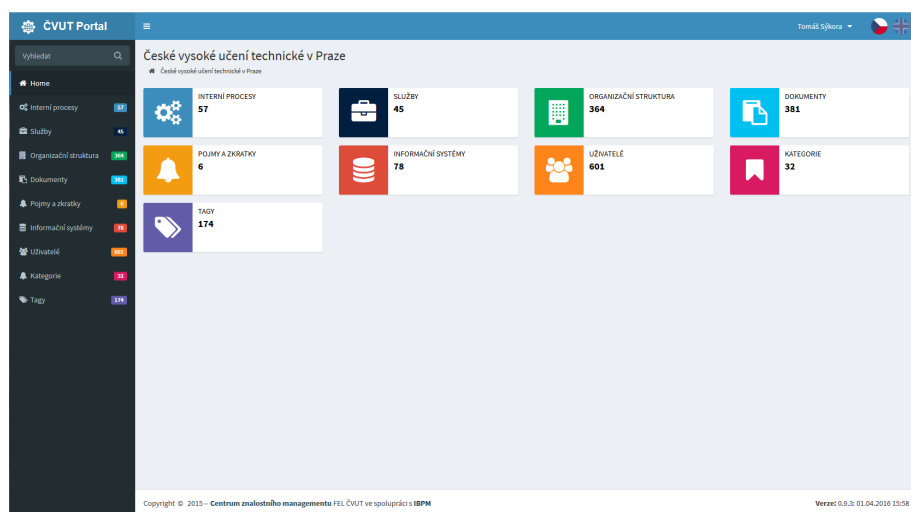 ČVUT Portal
Tomáš Sýkora
Vyhledat
Home
Interní procesy 57
Služby 45
Organizační struktura 364
Dokumenty 381
Pojmy a zkratky 6
Informační systémy 78
Uživatelé 601
Kategorie 32
Tagy 174
České vysoké učení technické v Praze
České vysoké učení technické v Praze
INTERNÍ PROCESY
57
SLUŽBY
45
ORGANIZAČNÍ STRUKTURA
364
DOKUMENTY
381
POJMY A ZKRATKY
6
INFORMAČNÍ SYSTÉMY
78
UŽIVATELÉ
601
KATEGORIE
32
TAGY
174
Copyright © 2015 – Centrum znalostního managementu FEL ČVUT ve spolupráci s IBPM
Verze: 0.9.3: 01.04.2016 15:58